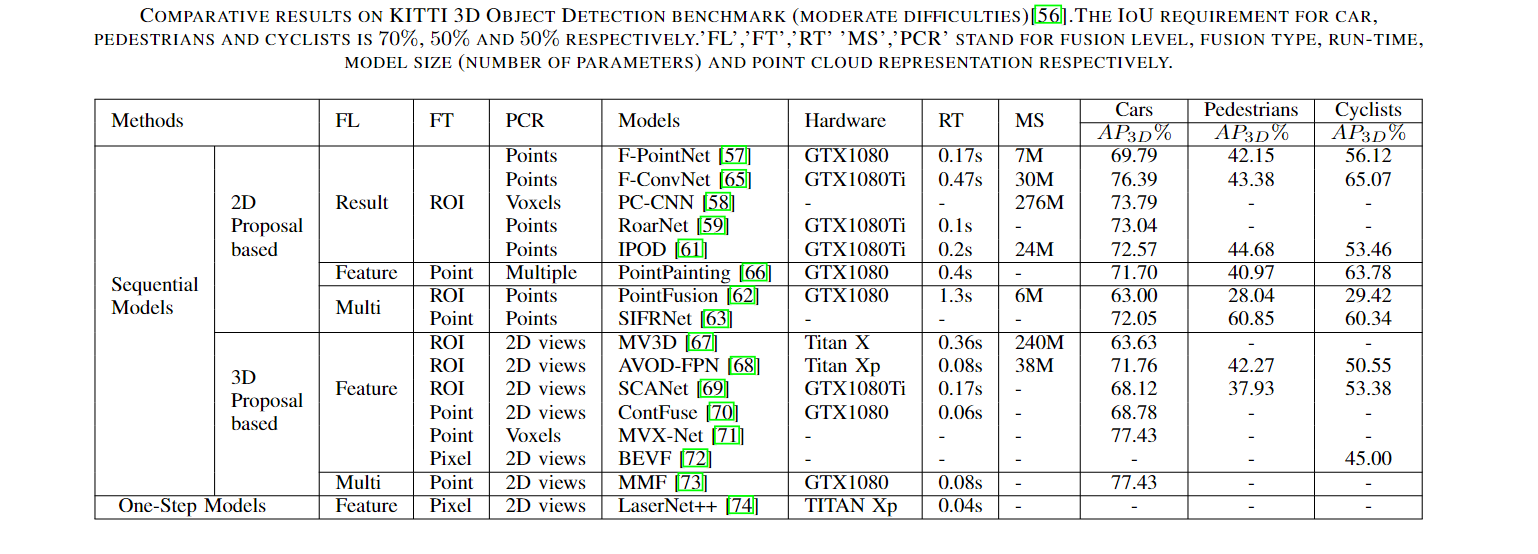 COMPARATIVE RESULTS ON KITTI 3D OBJECT DETECTION BENCHMARK (MODERATE DIFFICULTIES)[56].THE IOU REQUIREMENT FOR CAR,
PEDESTRIANS AND CYCLISTS IS 70%, 50% AND 50% RESPECTIVELY.'FL','FT','RT' 'MS','PCR' STAND FOR FUSION LEVEL, FUSION TYPE, RUN-TIME,
MODEL SIZE (NUMBER OF PARAMETERS) AND POINT CLOUD REPRESENTATION RESPECTIVELY.
Methods FL FT PCR Models Hardware RT MS Cars Pedestrians Cyclists
AP3D% AP3D% AP3D%
Points F-PointNet [57] GTX1080 0.17s 7M 69.79 42.15 56.12
Points F-ConvNet [65] GTX1080Ti 0.47s 30M 76.39 43.38 65.07
2D Result ROI Voxels PC-CNN [58] - - 276M 73.79 - -
Proposal Points RoarNet [59] GTX1080Ti 0.1s - 73.04 - -
based Points IPOD [61] GTX1080Ti 0.2s 24M 72.57 44.68 53.46
Sequential Feature Point Multiple PointPainting [66] GTX1080 0.4s - 71.70 40.97 63.78
Models Multi ROI Points PointFusion [62] GTX1080 1.3s 6M 63.00 28.04 29.42
Point Points SIFRNet [63] - - - 72.05 60.85 60.34
ROI 2D views MV3D [67] Titan X 0.36s 240M 63.63 - -
3D ROI 2D views AVOD-FPN [68] Titan Xp 0.08s 38M 71.76 42.27 50.55
Proposal Feature ROI 2D views SCANet [69] GTX1080Ti 0.17s - 68.12 37.93 53.38
based Point 2D views ContFuse [70] GTX1080 0.06s - 68.78 - -
Point Voxels MVX-Net [71] - - - 77.43 - -
Pixel 2D views BEVF [72] - - - - - 45.00
Multi Point 2D views MMF [73] GTX1080 0.08s - 77.43 - -
One-Step Models Feature Pixel 2D views LaserNet++ [74] TITAN Xp 0.04s - - - -